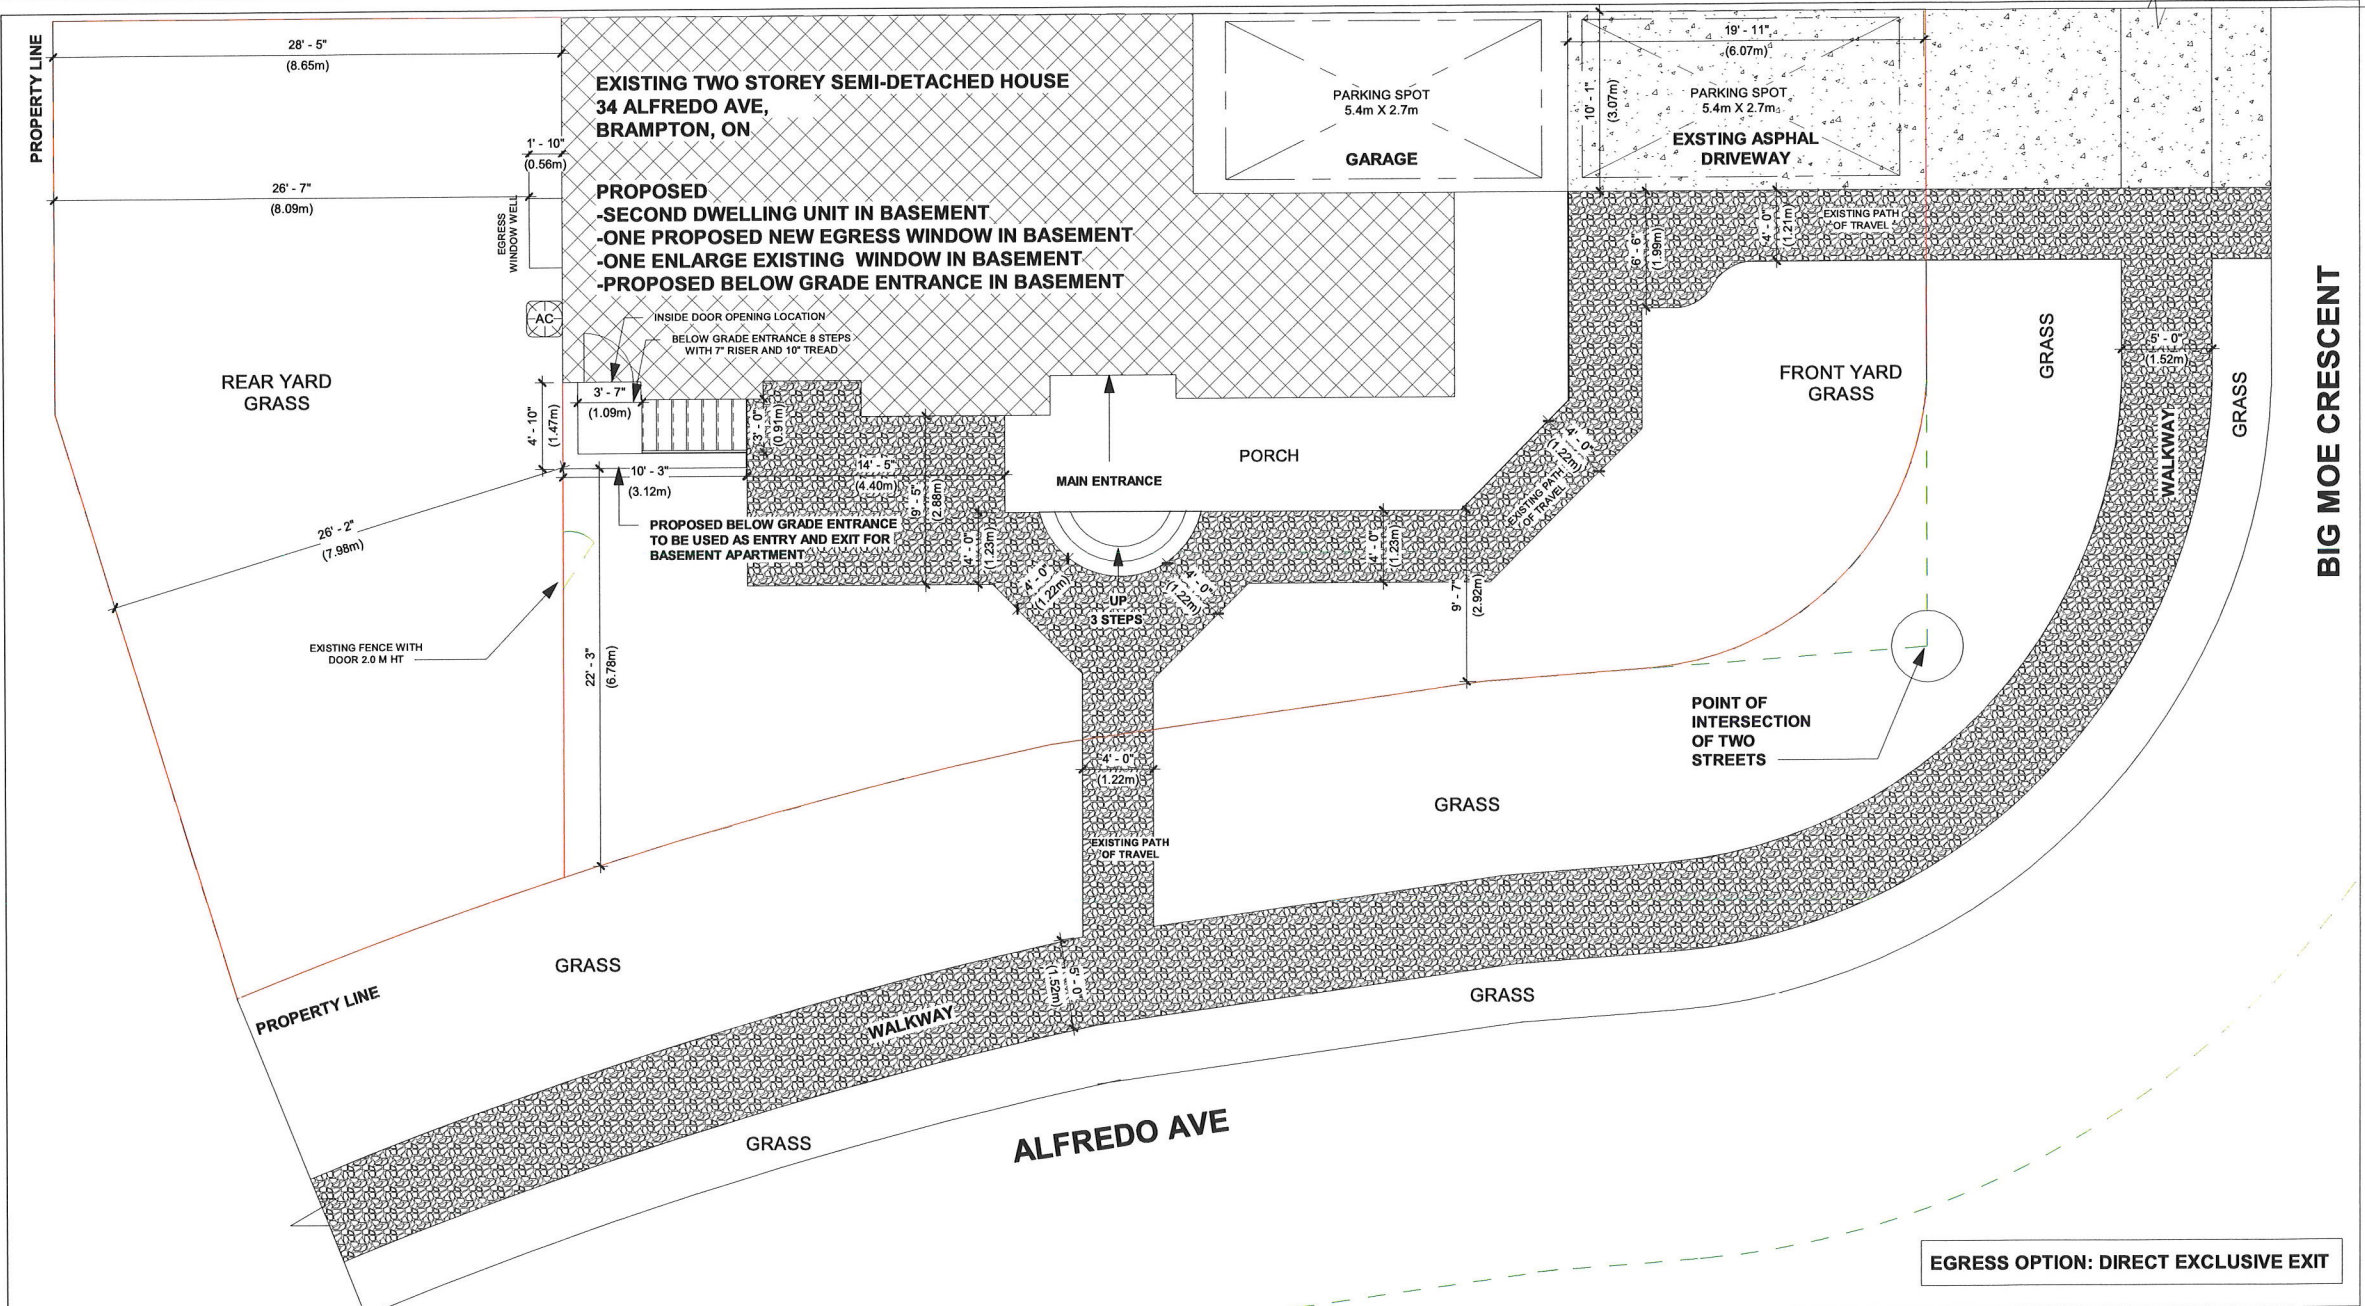 PROPERTY LINE
28' - 5"
(8.65m)
EXISTING TWO STOREY SEMI-DETACHED HOUSE
34 ALFREDO AVE,
BRAMPTON, ON
1' - 10"
(0.56m)
26' - 7"
(8.09m)
PROPOSED
-SECOND DWELLING UNIT IN BASEMENT
-ONE PROPOSED NEW EGRESS WINDOW IN BASEMENT
-ONE ENLARGE EXISTING WINDOW IN BASEMENT
-PROPOSED BELOW GRADE ENTRANCE IN BASEMENT
EGRESS
WINDOW WELL
AC
INSIDE DOOR OPENING LOCATION
BELOW GRADE ENTRANCE 8 STEPS
WITH 7" RISER AND 10" TREAD
PARKING SPOT
5.4m X 2.7m
GARAGE
19' - 11"
(6.07m)
10' - 1"
(3.07m)
PARKING SPOT
5.4m X 2.7m
EXSTING ASPHAL
DRIVEWAY
6' - 6"
(1.99m)
4' - 0"
(1.21m)
EXISTING PATH
OF TRAVEL
REAR YARD
GRASS
3' - 7"
(1.09m)
4' - 10"
(1.47m)
3' - 0"
(0.91m)
10' - 3"
(3.12m)
14' - 5"
(4.40m)
9' - 5"
(2.88m)
MAIN ENTRANCE
PORCH
4' - 0"
(1.22m)
EXISTING PATH
OF TRAVEL
FRONT YARD
GRASS
GRASS
5' - 0"
(1.52m)
WALKWAY
GRASS
BIG MOE CRESCENT
26' - 2"
(7.98m)
PROPOSED BELOW GRADE ENTRANCE
TO BE USED AS ENTRY AND EXIT FOR
BASEMENT APARTMENT
4' - 0"
(1.23m)
4' - 0"
(1.22m)
UP
3 STEPS
4' - 0"
(1.22m)
4' - 0"
(1.23m)
9' - 7"
(2.92m)
EXISTING FENCE WITH
DOOR 2.0 M HT
22' - 3"
(6.78m)
POINT OF
INTERSECTION
OF TWO
STREETS
4' - 0"
(1.22m)
EXISTING PATH
OF TRAVEL
GRASS
GRASS
PROPERTY LINE
5' - 0"
(1.52m)
WALKWAY
GRASS
GRASS
ALFREDO AVE
EGRESS OPTION: DIRECT EXCLUSIVE EXIT